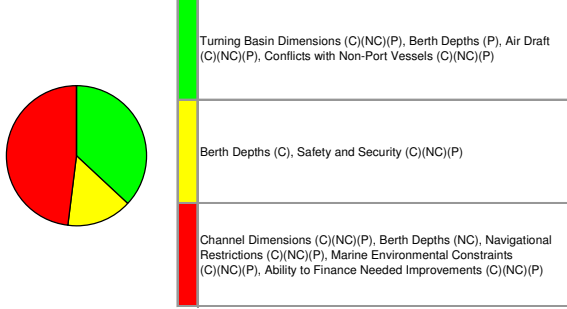 Turning Basin Dimensions (C)(NC)(P), Berth Depths (P), Air Draft
(C)(NC)(P), Conflicts with Non-Port Vessels (C)(NC)(P)
Berth Depths (C), Safety and Security (C)(NC)(P)
Channel Dimensions (C)(NC)(P), Berth Depths (NC), Navigational
Restrictions (C)(NC)(P), Marine Environmental Constraints
(C)(NC)(P), Ability to Finance Needed Improvements (C)(NC)(P)